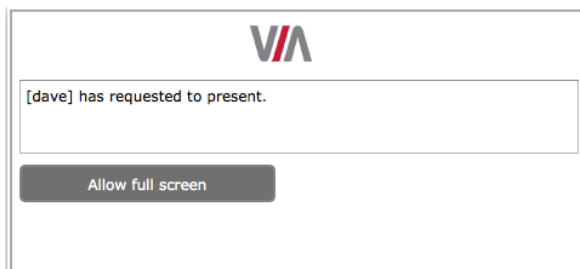 VIA
[dave] has requested to present.
Allow full screen